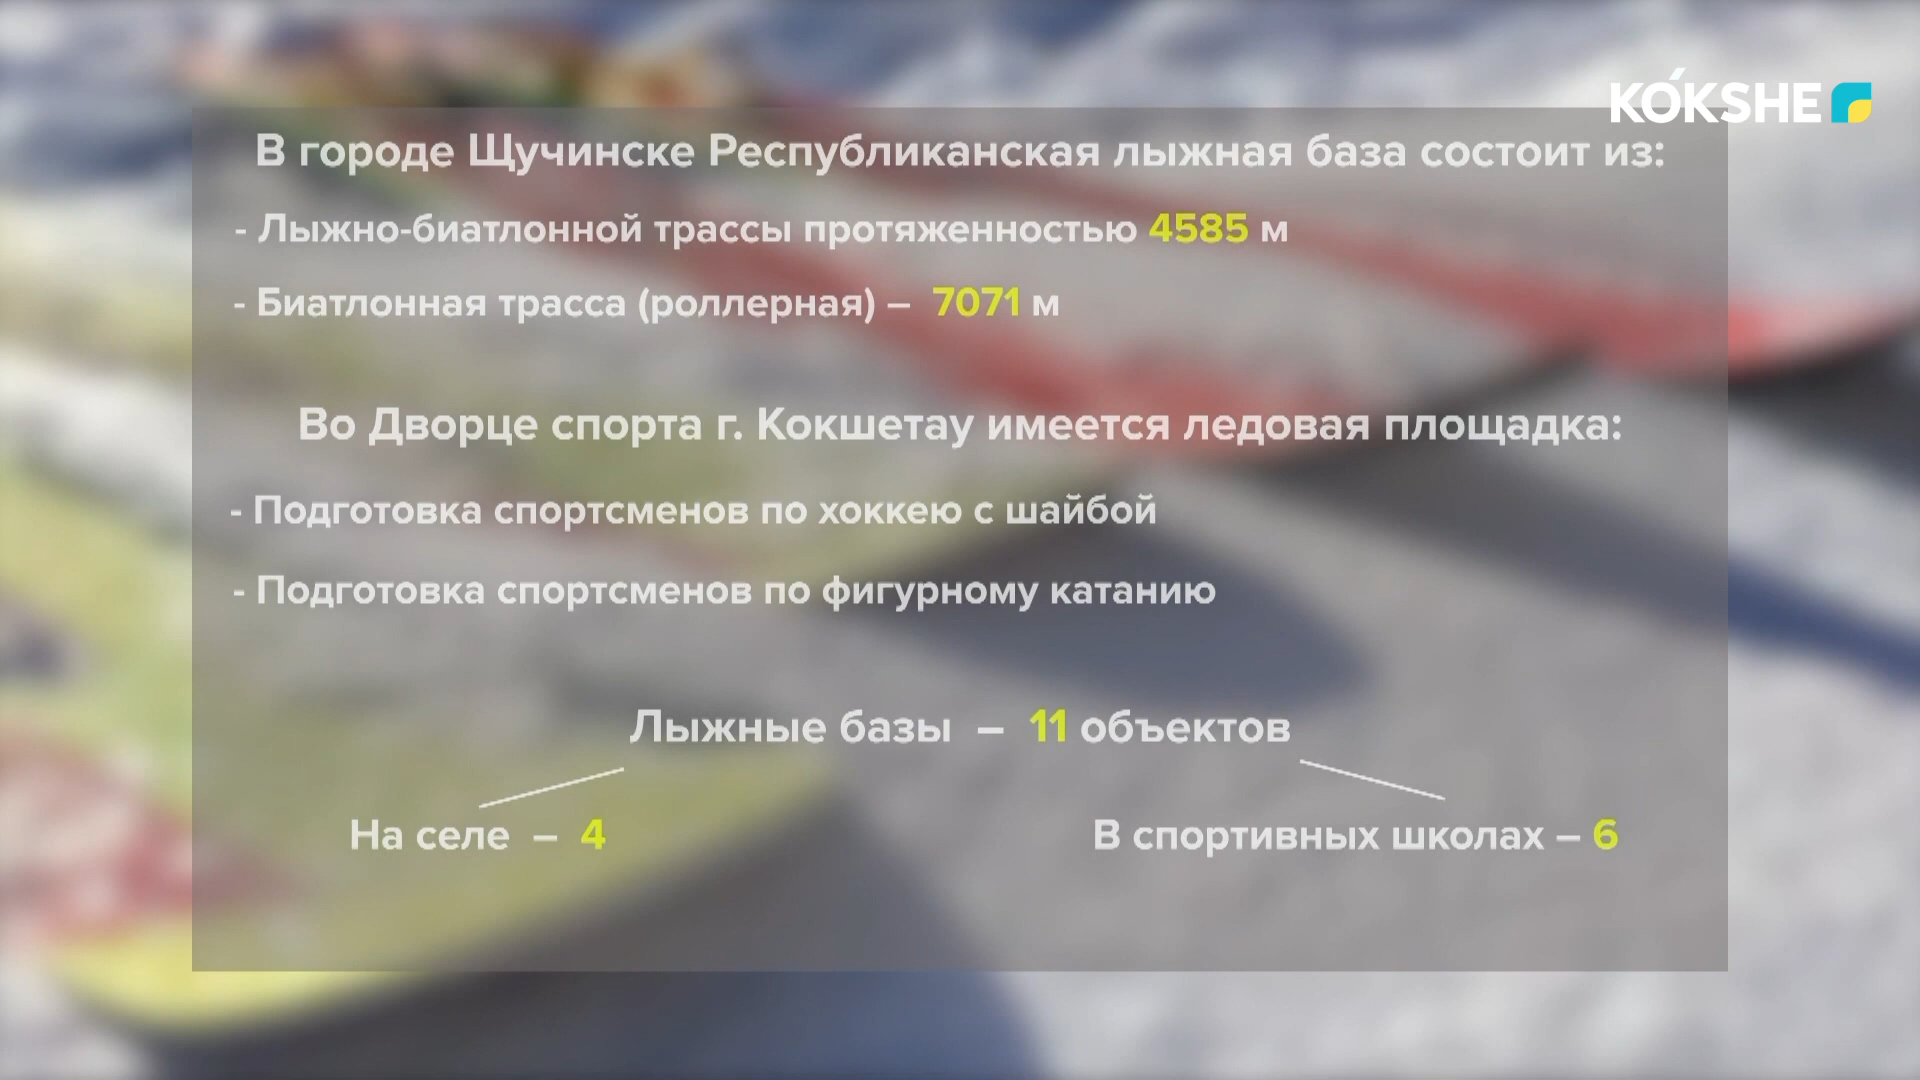 KÓKSHE
В городе Щучинске Республиканская лыжная база состоит из:
- Лыжно-биатлонной трассы протяженностью 4585 м
- Биатлонная трасса (роллерная) – 7071 м
Во Дворце спорта г. Кокшетау имеется ледовая площадка:
- Подготовка спортсменов по хоккею с шайбой
- Подготовка спортсменов по фигурному катанию
Лыжные базы – 11 объектов
На селе – 4
В спортивных школах – 6